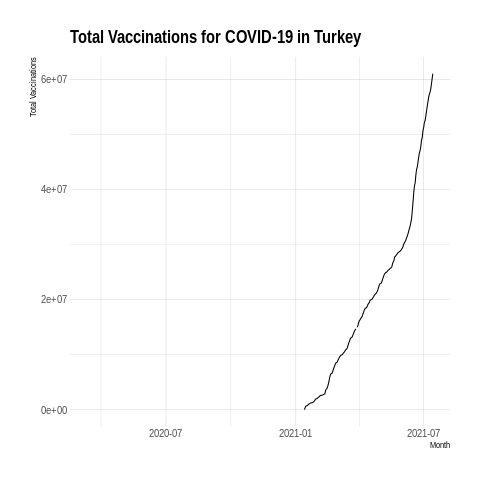 Total Vaccinations for COVID-19 in Turkey
Total Vaccinations
6e+07
4e+07
2e+07
0e+00
2020-07
2021-01
2021-07
Month